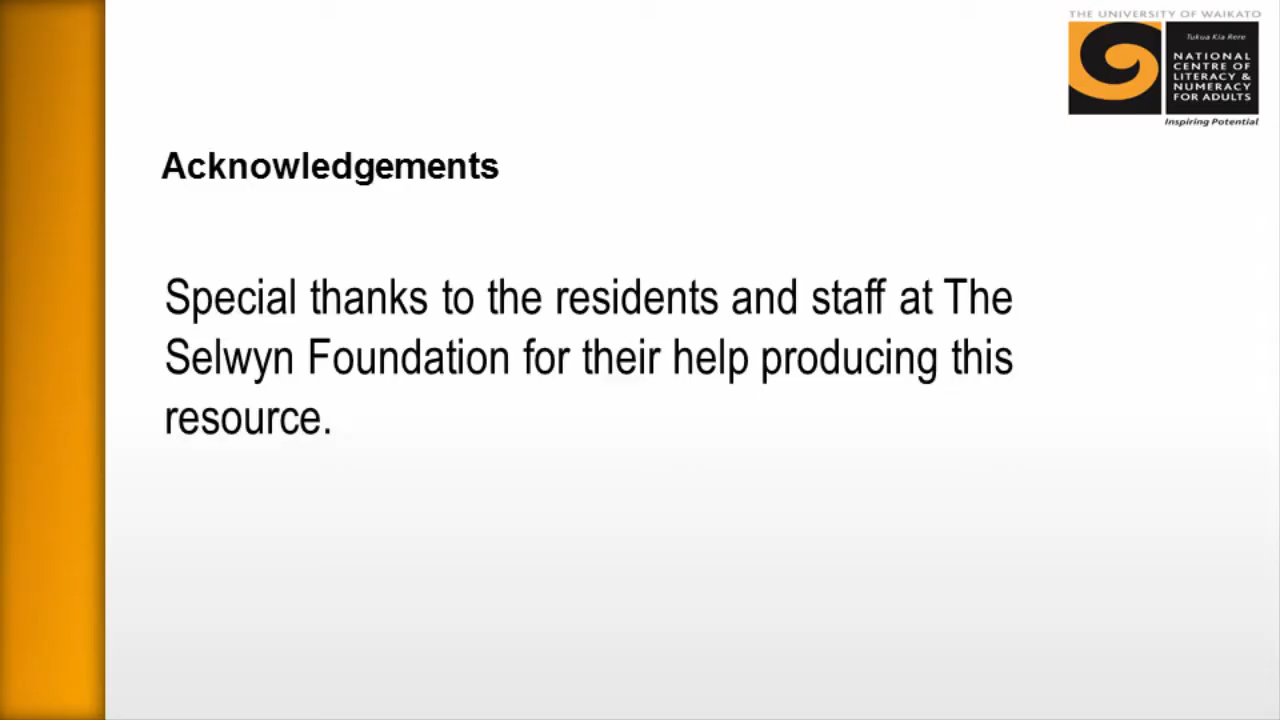 THE UNIVERSITY OF WAIKATO
Tukua Kia Rere
NATIONAL
CENTRE OF
LITERACY &
NUMERACY
FOR ADULTS
Inspiring Potential
Acknowledgements
Special thanks to the residents and staff at The
Selwyn Foundation for their help producing this
resource.